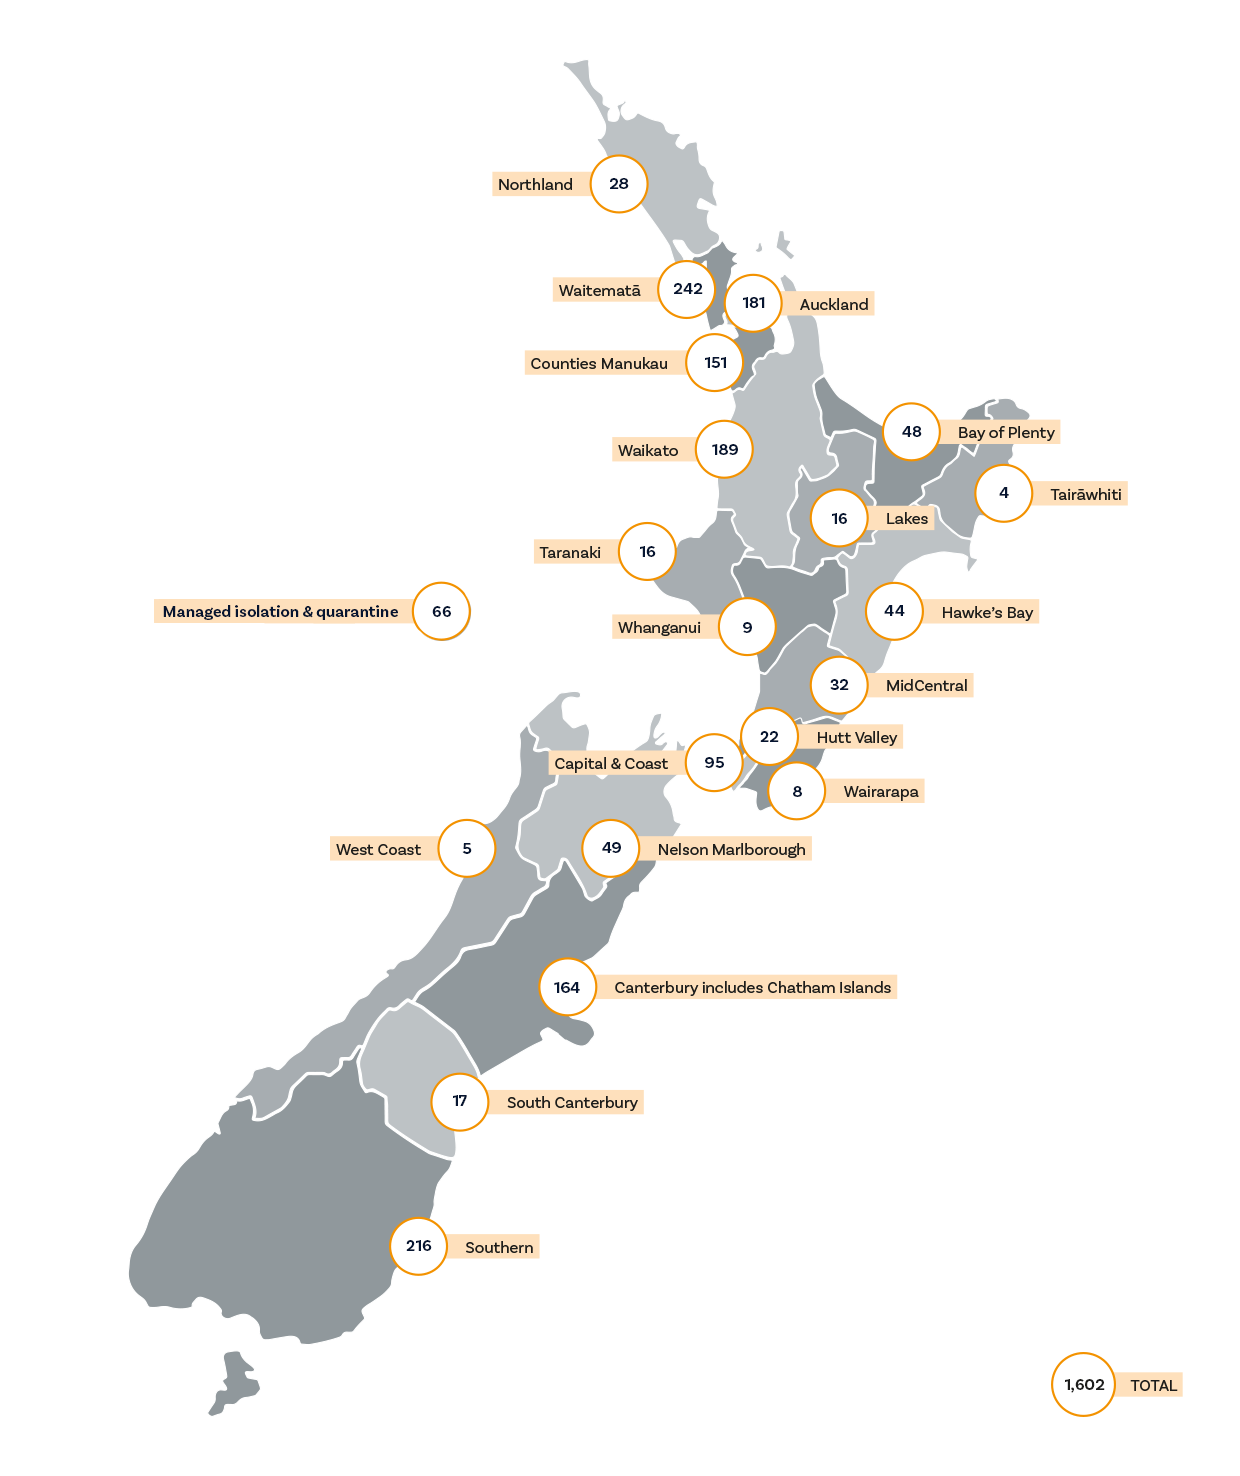 Northland 28
Waitematā 242
181 Auckland
Counties Manukau 151
48 Bay of Plenty
Waikato 189
4 Tairāwhiti
16 Lakes
Taranaki 16
Managed isolation & quarantine 66
44 Hawke's Bay
Whanganui 9
32 MidCentral
22 Hutt Valley
Capital & Coast 95
8 Wairarapa
West Coast 5
49 Nelson Marlborough
164 Canterbury includes Chatham Islands
17 South Canterbury
216 Southern
1,602 TOTAL